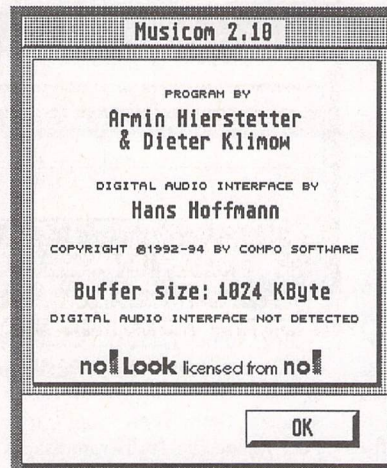 Musicom 2.10
PROGRAM BY
Armin Hierstetter
& Dieter Klimow
DIGITAL AUDIO INTERFACE BY
Hans Hoffmann
COPYRIGHT @1992-94 BY COMPO SOFTWARE
Buffer size: 1024 KByte
DIGITAL AUDIO INTERFACE NOT DETECTED
no! Look licensed from no!
OK